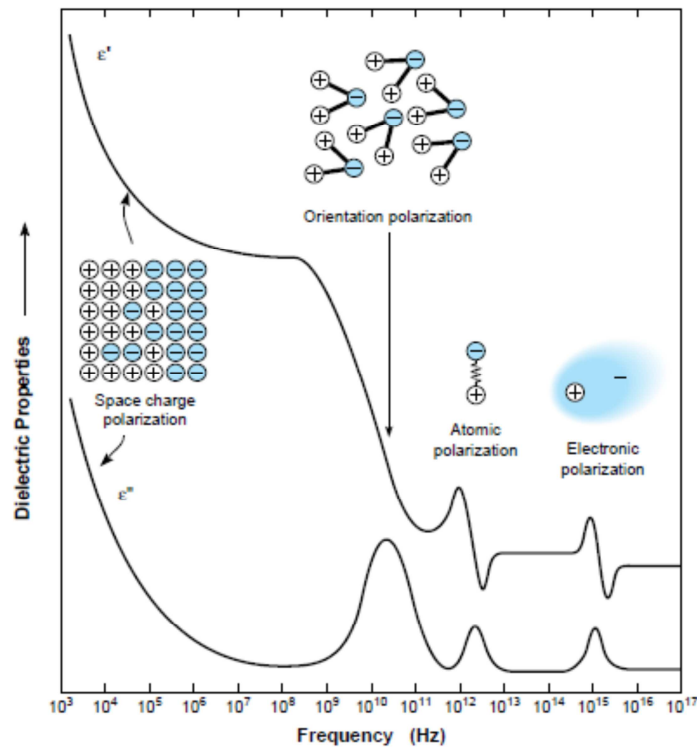 ε'
Orientation polarization
Space charge
polarization
Atomic
polarization
Electronic
polarization
ε"
Dielectric Properties
10³ 10⁴ 10⁵ 10⁶ 10⁷ 10⁸ 10⁹ 10¹⁰ 10¹¹ 10¹² 10¹³ 10¹⁴ 10¹⁵ 10¹⁶ 10¹⁷
Frequency (Hz)